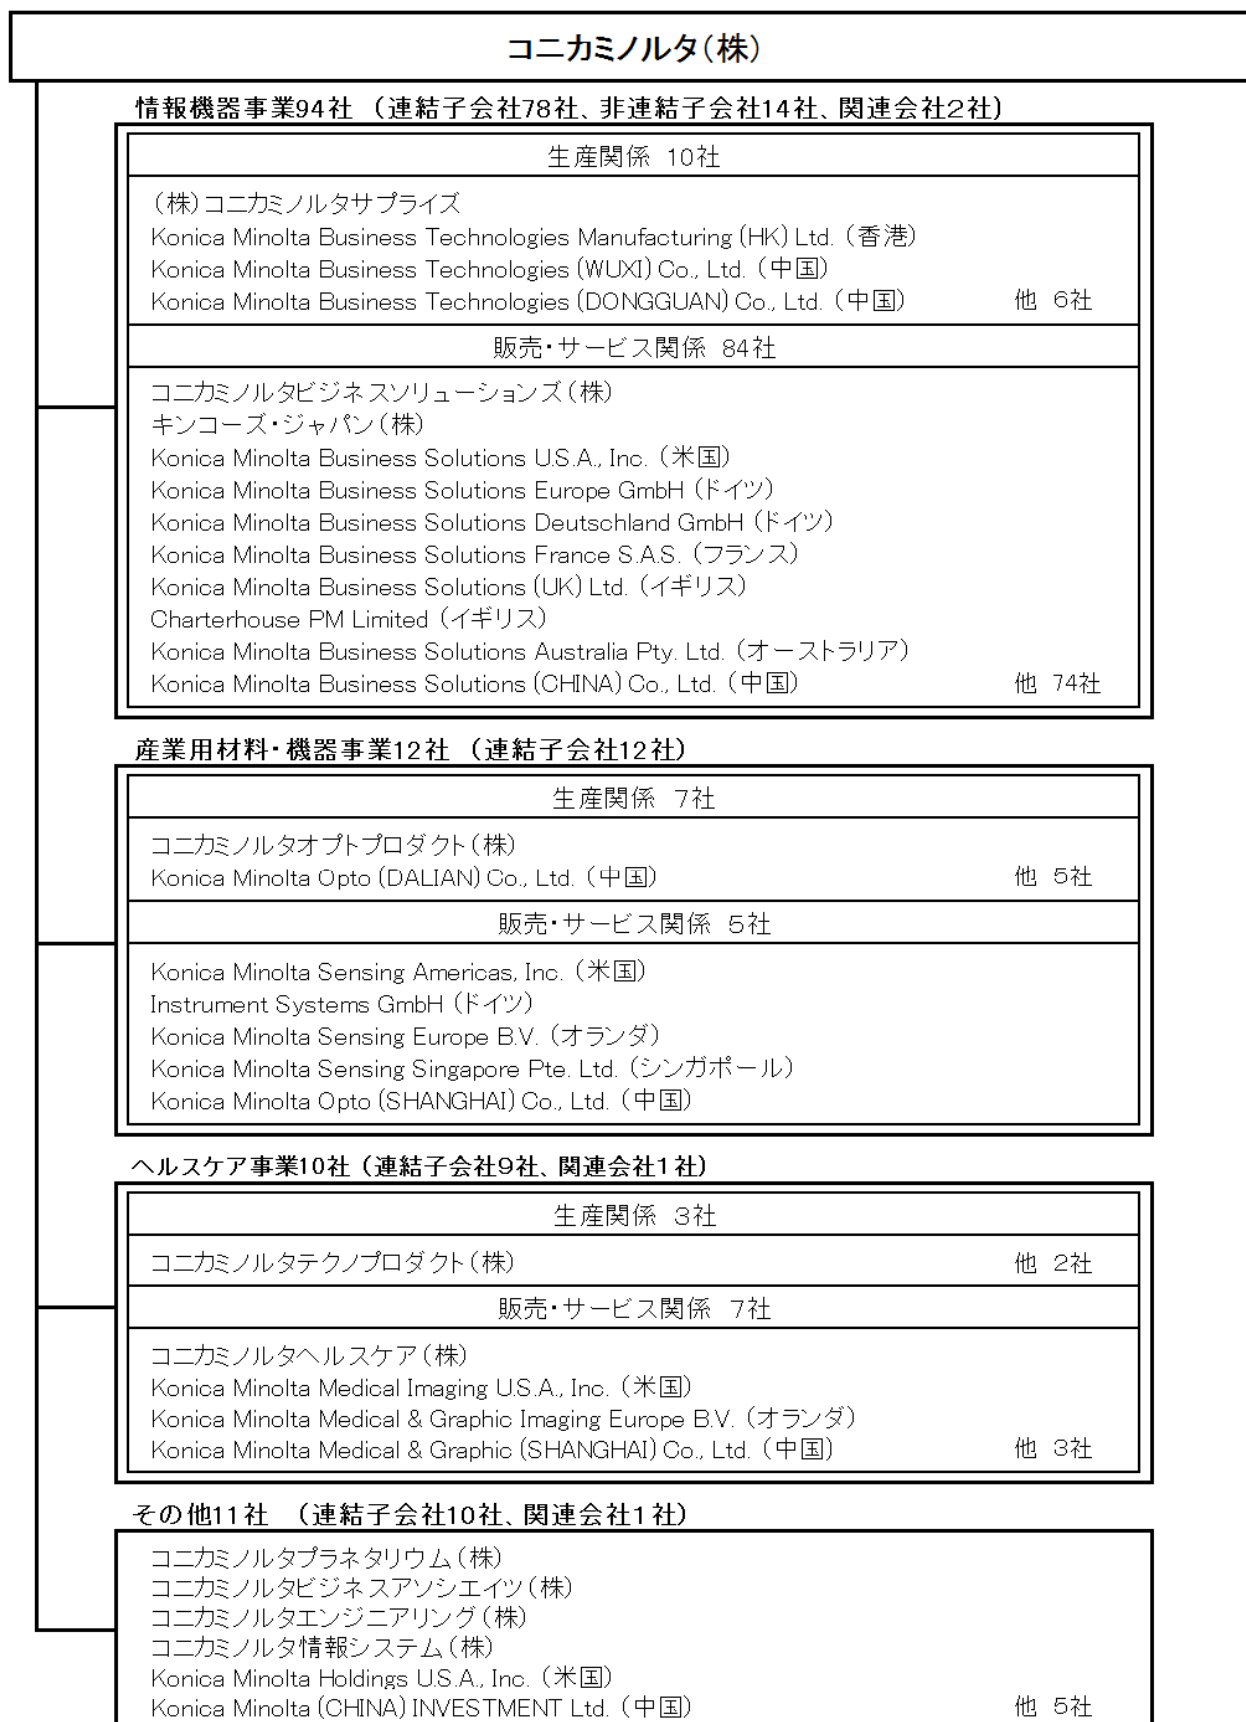 コニカミノルタ（株）
情報機器事業94社 （連結子会社78社、非連結子会社14社、関連会社2社）
生産関係 10社
（株）コニカミノルタサプライズ
Konica Minolta Business Technologies Manufacturing (HK) Ltd.（香港）
Konica Minolta Business Technologies (WUXI) Co., Ltd.（中国）
Konica Minolta Business Technologies (DONGGUAN) Co., Ltd.（中国） 他 6社
販売・サービス関係 84社
コニカミノルタビジネスソリューションズ（株）
キンコーズ・ジャパン（株）
Konica Minolta Business Solutions U.S.A., Inc.（米国）
Konica Minolta Business Solutions Europe GmbH（ドイツ）
Konica Minolta Business Solutions Deutschland GmbH（ドイツ）
Konica Minolta Business Solutions France S.A.S.（フランス）
Konica Minolta Business Solutions (UK) Ltd.（イギリス）
Charterhouse PM Limited（イギリス）
Konica Minolta Business Solutions Australia Pty. Ltd.（オーストラリア）
Konica Minolta Business Solutions (CHINA) Co., Ltd.（中国） 他 74社
産業用材料・機器事業12社 （連結子会社12社）
生産関係 7社
コニカミノルタオプトプロダクト（株）
Konica Minolta Opto (DALIAN) Co., Ltd.（中国） 他 5社
販売・サービス関係 5社
Konica Minolta Sensing Americas, Inc.（米国）
Instrument Systems GmbH（ドイツ）
Konica Minolta Sensing Europe B.V.（オランダ）
Konica Minolta Sensing Singapore Pte. Ltd.（シンガポール）
Konica Minolta Opto (SHANGHAI) Co., Ltd.（中国）
ヘルスケア事業10社（連結子会社9社、関連会社1社）
生産関係 3社
コニカミノルタテクノプロダクト（株） 他 2社
販売・サービス関係 7社
コニカミノルタヘルスケア（株）
Konica Minolta Medical Imaging U.S.A., Inc.（米国）
Konica Minolta Medical & Graphic Imaging Europe B.V.（オランダ）
Konica Minolta Medical & Graphic (SHANGHAI) Co., Ltd.（中国） 他 3社
その他11社 （連結子会社10社、関連会社1社）
コニカミノルタプラネタリウム（株）
コニカミノルタビジネスアソシエイツ（株）
コニカミノルタエンジニアリング（株）
コニカミノルタ情報システム（株）
Konica Minolta Holdings U.S.A., Inc.（米国）
Konica Minolta (CHINA) INVESTMENT Ltd.（中国） 他 5社